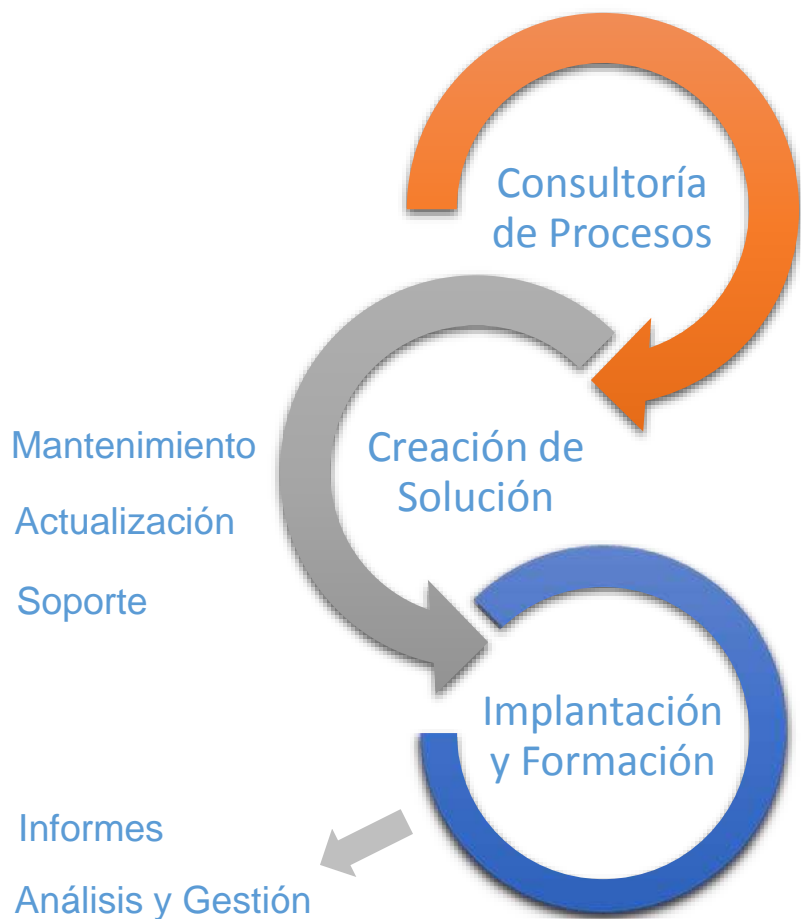 Consultoría
de Procesos
Creación de
Solución
Mantenimiento
Actualización
Soporte
Implantación
y Formación
Informes
Análisis y Gestión